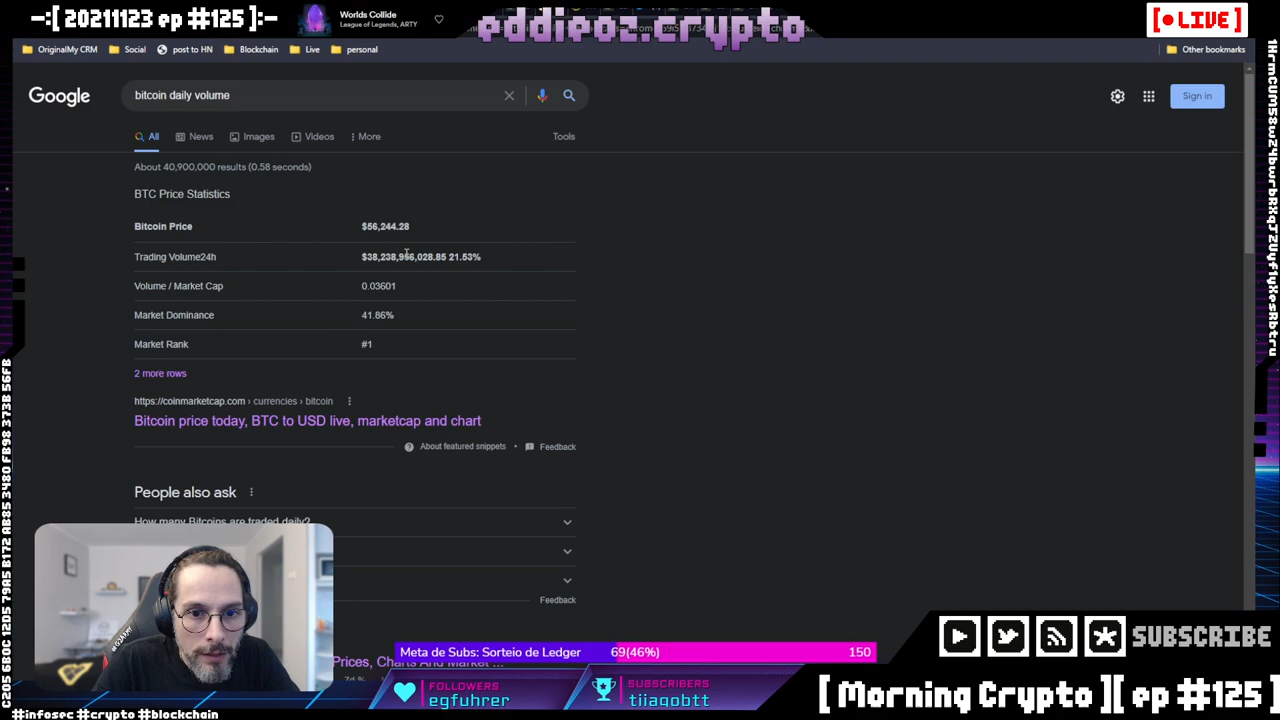 -:[ 20211123 ep #125 ]:-
Worlds Collide
League of Legends, ARTY
eddieoz.crypto
[ LIVE ]
OriginalMy CRM
Social
post to HN
Blockchain
Live
personal
Other bookmarks
Google
bitcoin daily volume
Sign in
All
News
Images
Videos
More
Tools
About 40,900,000 results (0.58 seconds)
BTC Price Statistics
Bitcoin Price $56,244.28
Trading Volume24h $38,238,956,028.85 21.53%
Volume / Market Cap 0.03601
Market Dominance 41.86%
Market Rank #1
2 more rows
https://coinmarketcap.com › currencies › bitcoin
Bitcoin price today, BTC to USD live, marketcap and chart
About featured snippets • Feedback
People also ask
How many Bitcoins are traded daily?
Feedback
Prices, Charts And Market ...
Meta de Subs: Sorteio de Ledger 69(46%) 150
FOLLOWERS
egfuhrer
SUBSCRIBERS
tiiagobtt
SUBSCRIBE
[ Morning Crypto ][ ep #125 ]
#infosec #crypto #blockchain